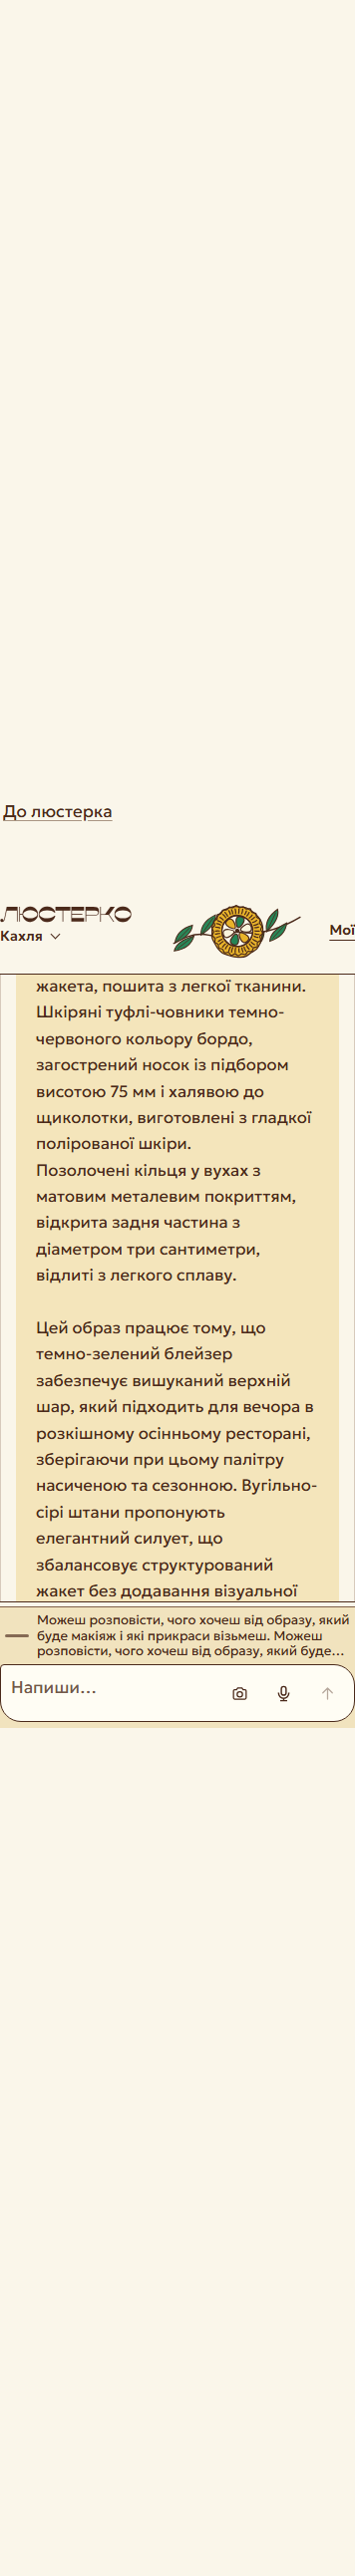 До люстерка
ЛЮСТЕРКО
Кахля
Мої
жакета, пошита з легкої тканини.
Шкіряні туфлі-човники темно-
червоного кольору бордо,
загострений носок із підбором
висотою 75 мм і халявою до
щиколотки, виготовлені з гладкої
полірованої шкіри.
Позолочені кільця у вухах з
матовим металевим покриттям,
відкрита задня частина з
діаметром три сантиметри,
відлиті з легкого сплаву.
Цей образ працює тому, що
темно-зелений блейзер
забезпечує вишуканий верхній
шар, який підходить для вечора в
розкішному осінньому ресторані,
зберігаючи при цьому палітру
насиченою та сезонною. Вугільно-
сірі штани пропонують
елегантний силует, що
збалансовує структурований
жакет без додавання візуальної
Можеш розповісти, чого хочеш від образу, який
буде макіяж і які прикраси візьмеш. Можеш
розповісти, чого хочеш від образу, який буде…
Напиши…